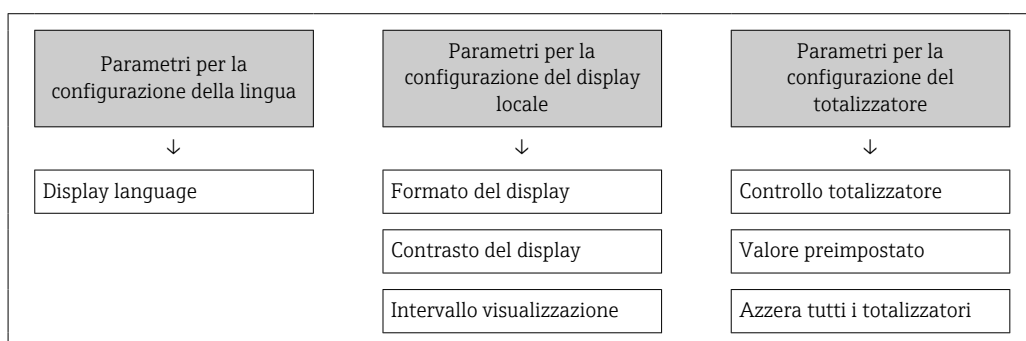 Parametri per la
configurazione della lingua
↓
Display language
Parametri per la
configurazione del display
locale
↓
Formato del display
Contrasto del display
Intervallo visualizzazione
Parametri per la
configurazione del
totalizzatore
↓
Controllo totalizzatore
Valore preimpostato
Azzera tutti i totalizzatori